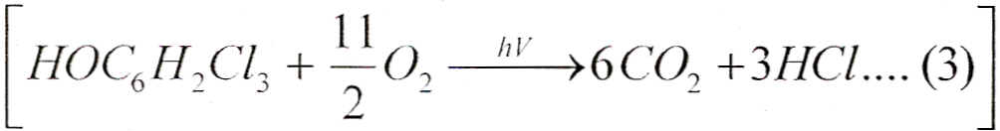 [HOC₆H₂Cl₃ + 11/2 O₂ —hV→ 6CO₂ + 3HCl.... (3)]